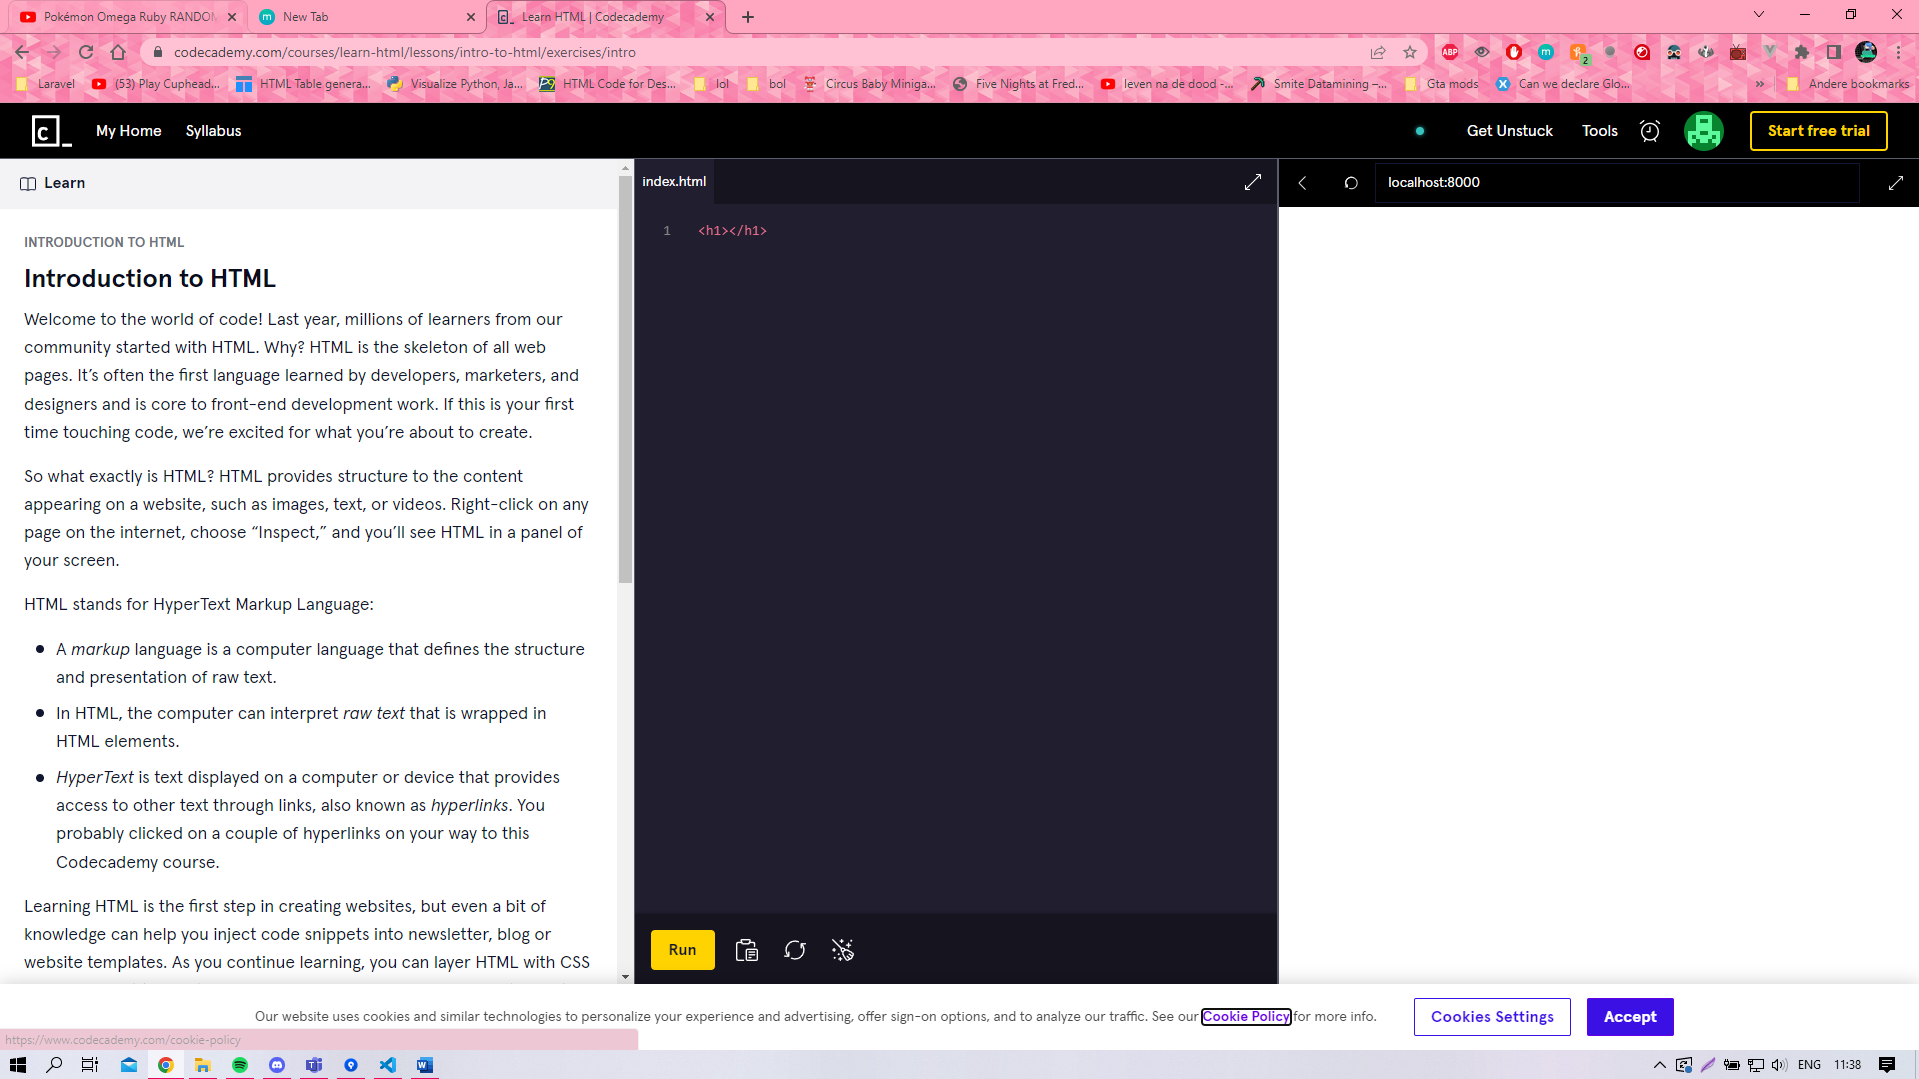 Pokémon Omega Ruby RANDOM
New Tab
Learn HTML | Codecademy
codecademy.com/courses/learn-html/lessons/intro-to-html/exercises/intro
ABP
2
Laravel
(53) Play Cuphead...
HTML Table genera...
Visualize Python, Ja...
HTML Code for Des...
lol
bol
Circus Baby Miniga...
Five Nights at Fred...
leven na de dood -...
Smite Datamining –...
Gta mods
Can we declare Glo...
»
Andere bookmarks
My Home
Syllabus
Get Unstuck
Tools
Start free trial
Learn
index.html
localhost:8000
1 <h1></h1>
INTRODUCTION TO HTML
Introduction to HTML
Welcome to the world of code! Last year, millions of learners from our
community started with HTML. Why? HTML is the skeleton of all web
pages. It’s often the first language learned by developers, marketers, and
designers and is core to front-end development work. If this is your first
time touching code, we’re excited for what you’re about to create.
So what exactly is HTML? HTML provides structure to the content
appearing on a website, such as images, text, or videos. Right-click on any
page on the internet, choose “Inspect,” and you’ll see HTML in a panel of
your screen.
HTML stands for HyperText Markup Language:
A markup language is a computer language that defines the structure
and presentation of raw text.
In HTML, the computer can interpret raw text that is wrapped in
HTML elements.
HyperText is text displayed on a computer or device that provides
access to other text through links, also known as hyperlinks. You
probably clicked on a couple of hyperlinks on your way to this
Codecademy course.
Learning HTML is the first step in creating websites, but even a bit of
knowledge can help you inject code snippets into newsletter, blog or
website templates. As you continue learning, you can layer HTML with CSS
Run
Our website uses cookies and similar technologies to personalize your experience and advertising, offer sign-on options, and to analyze our traffic. See our Cookie Policy for more info.
Cookies Settings
Accept
https://www.codecademy.com/cookie-policy
ENG
11:38